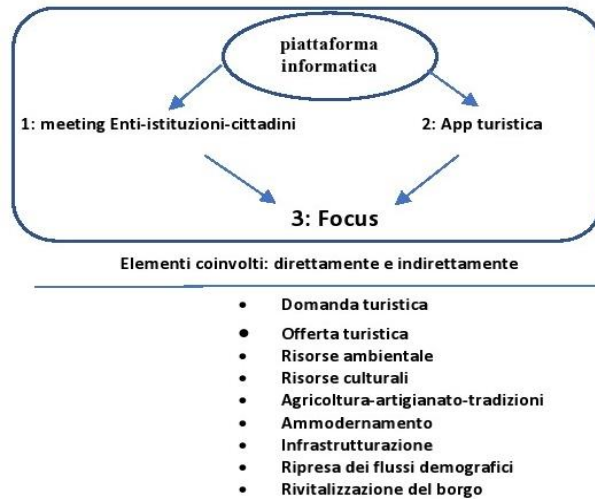 piattaforma
informatica
1: meeting Enti-istituzioni-cittadini
2: App turistica
3: Focus
Elementi coinvolti: direttamente e indirettamente
• Domanda turistica
• Offerta turistica
• Risorse ambientale
• Risorse culturali
• Agricoltura-artigianato-tradizioni
• Ammodernamento
• Infrastrutturazione
• Ripresa dei flussi demografici
• Rivitalizzazione del borgo